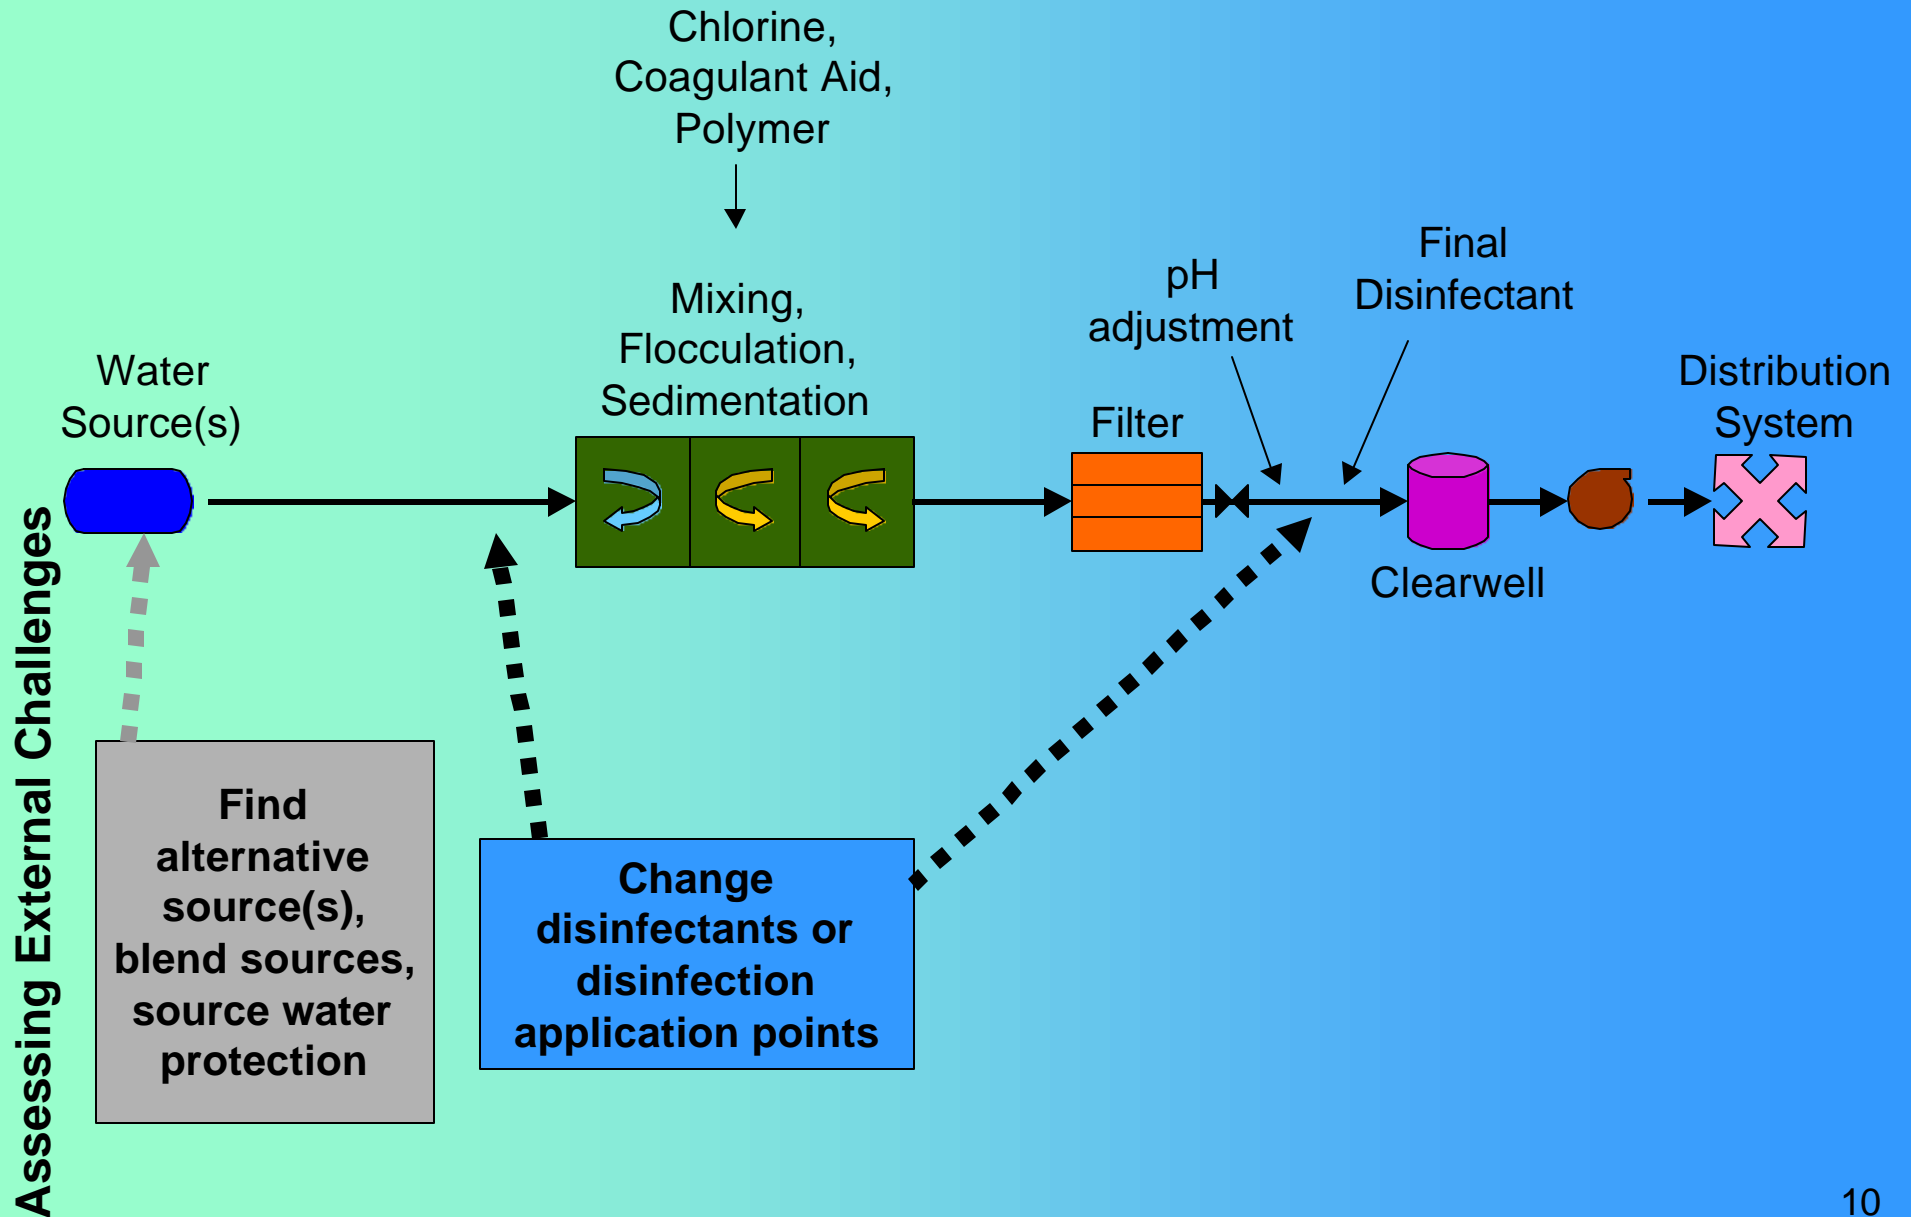 Chlorine,
Coagulant Aid,
Polymer
Mixing,
Flocculation,
Sedimentation
Water
Source(s)
Filter
pH
adjustment
Final
Disinfectant
Clearwell
Distribution
System
Assessing External Challenges
Find
alternative
source(s),
blend sources,
source water
protection
Change
disinfectants or
disinfection
application points
10